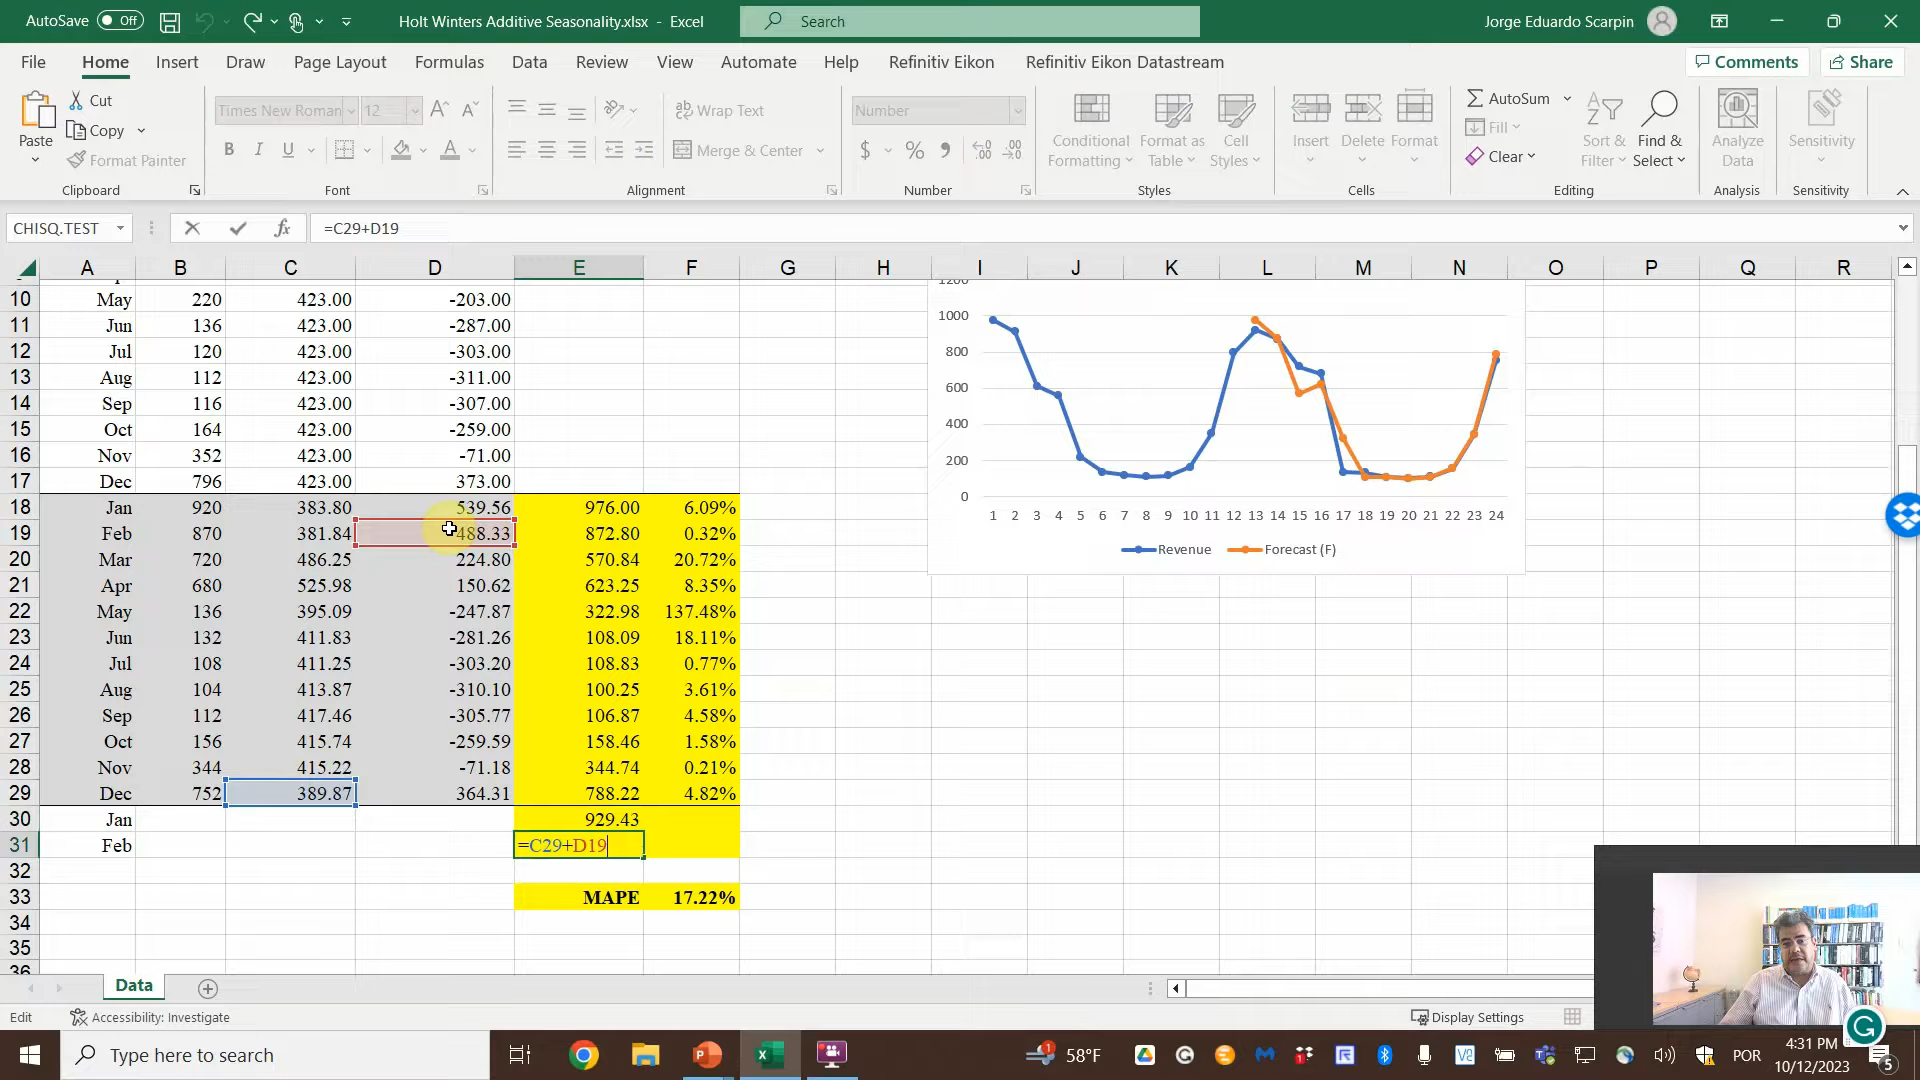 AutoSave Off Holt Winters Additive Seasonality.xlsx - Excel Search Jorge Eduardo Scarpin
File Home Insert Draw Page Layout Formulas Data Review View Automate Help Refinitiv Eikon Refinitiv Eikon Datastream Comments Share
Paste Cut Copy Format Painter
Times New Roman 12
Wrap Text
Merge & Center
Number
Conditional Formatting Format as Table Cell Styles
Insert Delete Format
AutoSum Fill Clear
Sort & Filter Find & Select
Analyze Data
Sensitivity
Clipboard Font Alignment Number Styles Cells Editing Analysis Sensitivity
CHISQ.TEST =C29+D19
A B C D E F G H I J K L M N O P Q R
10 May 220 423.00 -203.00
11 Jun 136 423.00 -287.00
12 Jul 120 423.00 -303.00
13 Aug 112 423.00 -311.00
14 Sep 116 423.00 -307.00
15 Oct 164 423.00 -259.00
16 Nov 352 423.00 -71.00
17 Dec 796 423.00 373.00
18 Jan 920 383.80 539.56 976.00 6.09%
19 Feb 870 381.84 488.33 872.80 0.32%
20 Mar 720 486.25 224.80 570.84 20.72%
21 Apr 680 525.98 150.62 623.25 8.35%
22 May 136 395.09 -247.87 322.98 137.48%
23 Jun 132 411.83 -281.26 108.09 18.11%
24 Jul 108 411.25 -303.20 108.83 0.77%
25 Aug 104 413.87 -310.10 100.25 3.61%
26 Sep 112 417.46 -305.77 106.87 4.58%
27 Oct 156 415.74 -259.59 158.46 1.58%
28 Nov 344 415.22 -71.18 344.74 0.21%
29 Dec 752 389.87 364.31 788.22 4.82%
30 Jan 929.43
31 Feb =C29+D19
32
33 MAPE 17.22%
34
35
36
1200
1000
800
600
400
200
0
1 2 3 4 5 6 7 8 9 10 11 12 13 14 15 16 17 18 19 20 21 22 23 24
Revenue Forecast (F)
Data
Edit Accessibility: Investigate Display Settings
Type here to search 58°F POR 4:31 PM
10/12/2023
5